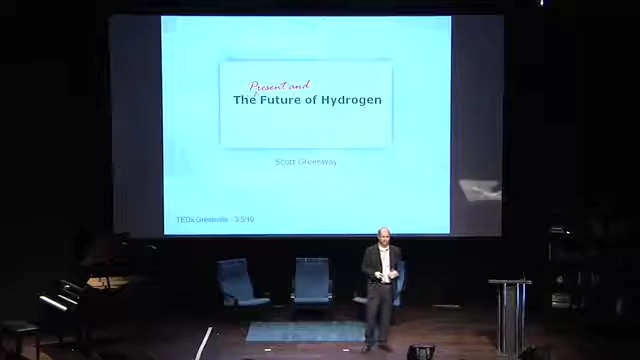 Present and
The ^ Future of Hydrogen
Scott Greenway
TEDx Greenville - 3/5/10